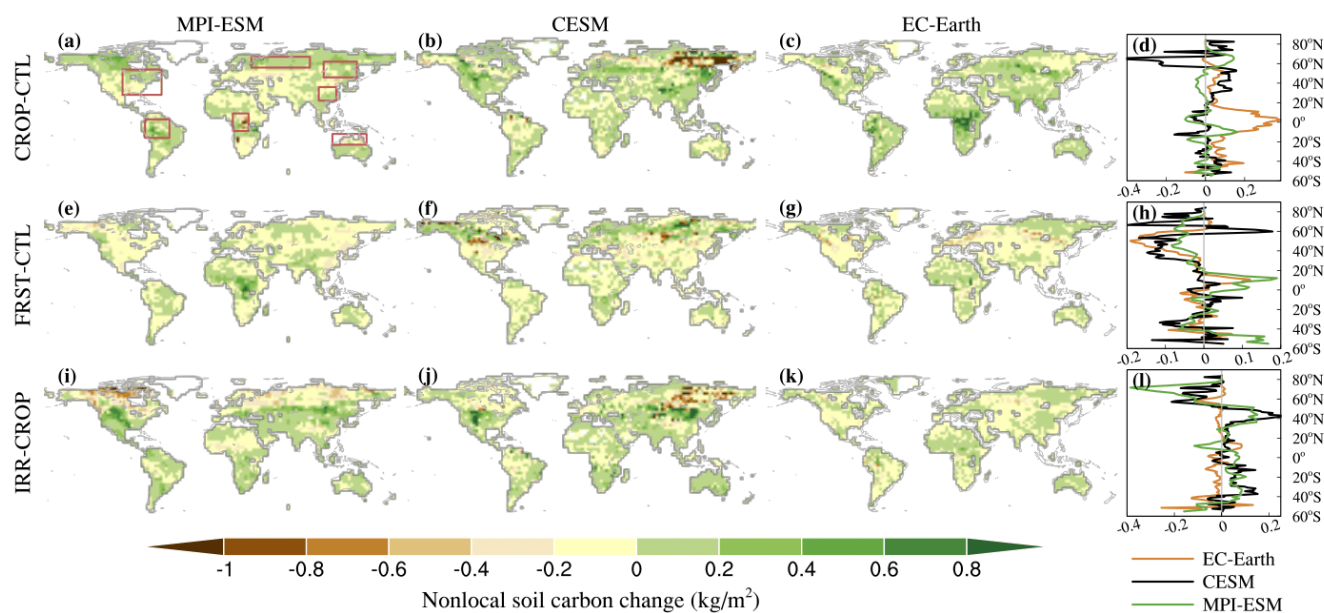 MPI-ESM CESM EC-Earth
CROP-CTL
(a) (b) (c) (d)
80°N
60°N
40°N
20°N
0°
20°S
40°S
60°S
-0.4 -0.2 0 0.2
FRST-CTL
(e) (f) (g) (h)
80°N
60°N
40°N
20°N
0°
20°S
40°S
60°S
-0.2 -0.1 0 0.1 0.2
IRR-CROP
(i) (j) (k) (l)
80°N
60°N
40°N
20°N
0°
20°S
40°S
60°S
-0.4 -0.2 0 0.2
-1 -0.8 -0.6 -0.4 -0.2 0 0.2 0.4 0.6 0.8
Nonlocal soil carbon change (kg/m²)
EC-Earth
CESM
MPI-ESM